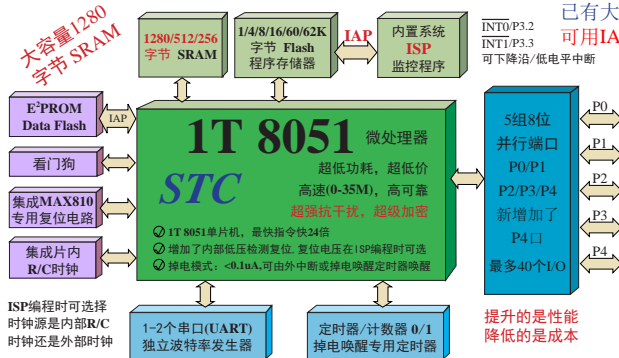 大容量1280
字节 SRAM
1280/512/256
字节 SRAM
1/4/8/16/60/62K
字节 Flash
程序存储器
IAP
内置系统
ISP
监控程序
INT0/P3.2
INT1/P3.3
可下降沿/低电平中断
已有大
可用IA
E²PROM
Data Flash
IAP
看门狗
集成MAX810
专用复位电路
集成片内
R/C时钟
1T 8051 微处理器
STC
超低功耗，超低价
高速(0-35M)，高可靠
超强抗干扰，超级加密
1T 8051单片机，最快指令快24倍
增加了内部低压检测复位, 复位电压在ISP编程时可选
掉电模式：<0.1uA,可由外中断或掉电唤醒定时器唤醒
5组8位
并行端口
P0/P1
P2/P3/P4
新增加了
P4口
最多40个I/O
P0
P1
P2
P3
P4
ISP编程时可选择
时钟源是内部R/C
时钟还是外部时钟
1-2个串口(UART)
独立波特率发生器
定时器/计数器 0/1
掉电唤醒专用定时器
提升的是性能
降低的是成本